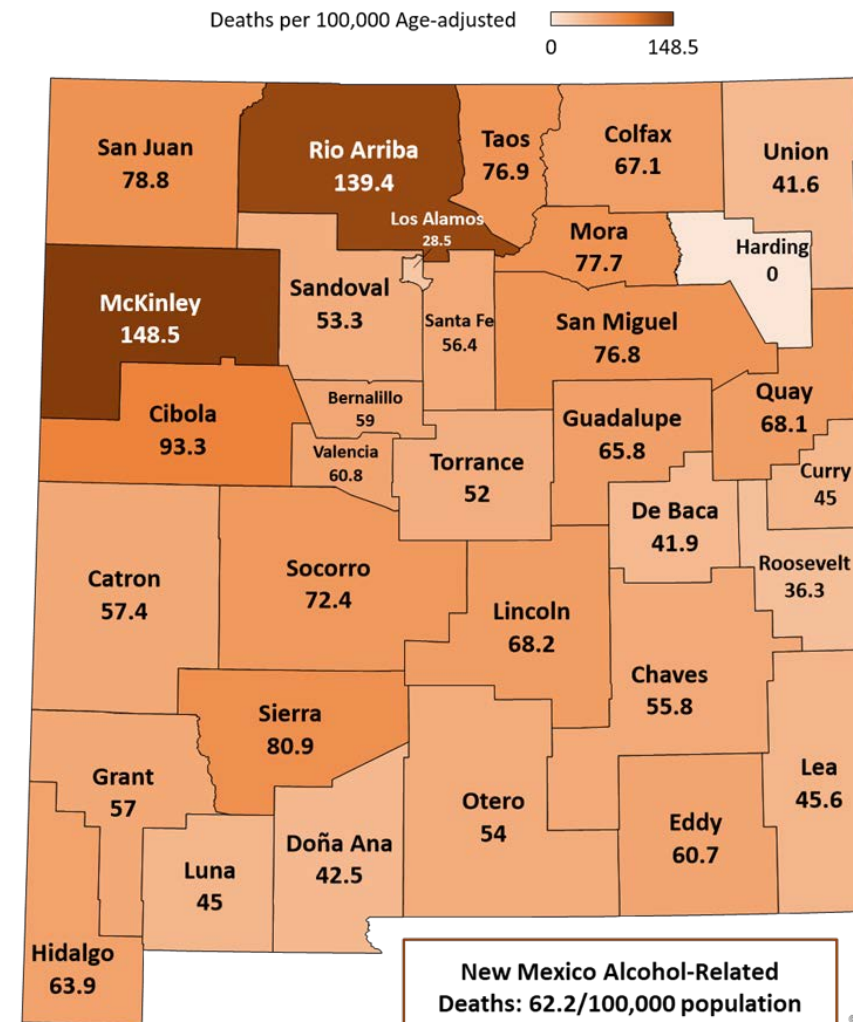 Deaths per 100,000 Age-adjusted
0 148.5
San Juan
78.8
Rio Arriba
139.4
Taos
76.9
Colfax
67.1
Union
41.6
Los Alamos
28.5
Mora
77.7
Harding
0
McKinley
148.5
Sandoval
53.3
Santa Fe
56.4
San Miguel
76.8
Bernalillo
59
Quay
68.1
Cibola
93.3
Valencia
60.8
Torrance
52
Guadalupe
65.8
Curry
45
De Baca
41.9
Roosevelt
36.3
Catron
57.4
Socorro
72.4
Lincoln
68.2
Chaves
55.8
Sierra
80.9
Grant
57
Otero
54
Lea
45.6
Eddy
60.7
Doña Ana
42.5
Luna
45
Hidalgo
63.9
New Mexico Alcohol-Related
Deaths: 62.2/100,000 population